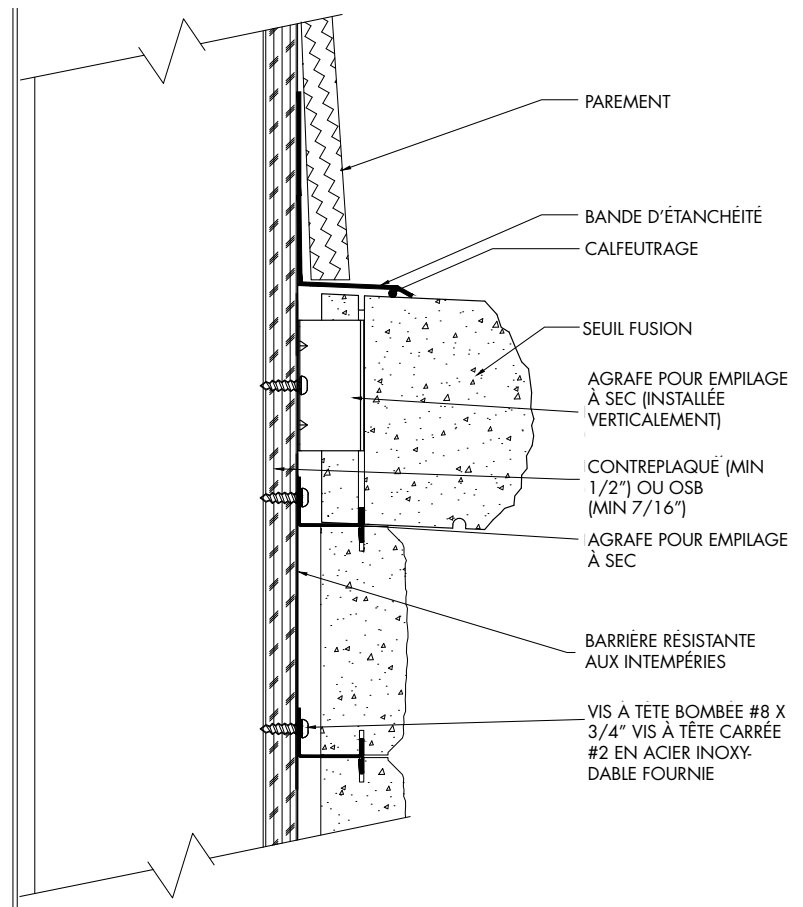 PAREMENT
BANDE D'ÉTANCHÉITÉ
CALFEUTRAGE
SEUIL FUSION
AGRAFE POUR EMPILAGE
À SEC (INSTALLÉE
VERTICALEMENT)
CONTREPLAQUÉ (MIN
1/2") OU OSB
(MIN 7/16")
AGRAFE POUR EMPILAGE
À SEC
BARRIÈRE RÉSISTANTE
AUX INTEMPÉRIES
VIS À TÊTE BOMBÉE #8 X
3/4" VIS À TÊTE CARRÉE
#2 EN ACIER INOXY-
DABLE FOURNIE